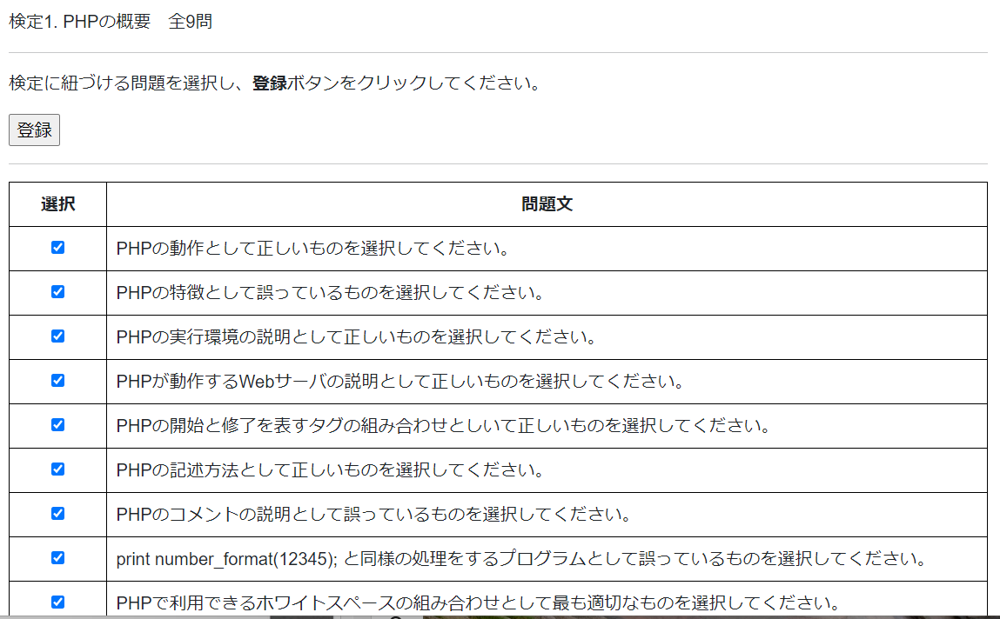 検定1. PHPの概要　全9問
検定に紐づける問題を選択し、登録ボタンをクリックしてください。
登録
選択 問題文
PHPの動作として正しいものを選択してください。
PHPの特徴として誤っているものを選択してください。
PHPの実行環境の説明として正しいものを選択してください。
PHPが動作するWebサーバの説明として正しいものを選択してください。
PHPの開始と修了を表すタグの組み合わせとしいて正しいものを選択してください。
PHPの記述方法として正しいものを選択してください。
PHPのコメントの説明として誤っているものを選択してください。
print number_format(12345); と同様の処理をするプログラムとして誤っているものを選択してください。
PHPで利用できるホワイトスペースの組み合わせとして最も適切なものを選択してください。